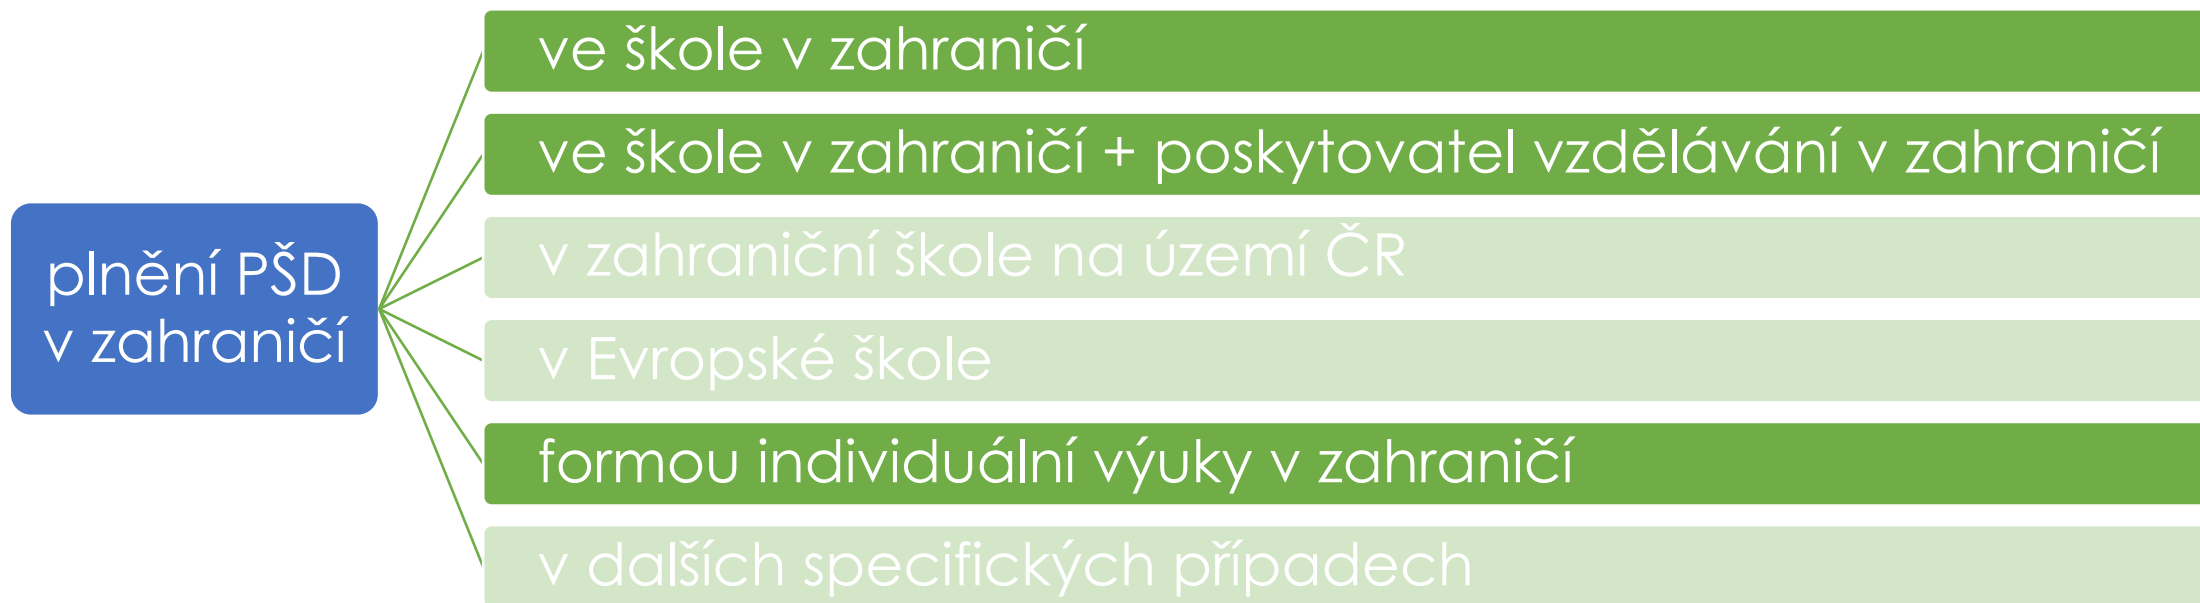 plnění PŠD
v zahraničí
ve škole v zahraničí
ve škole v zahraničí + poskytovatel vzdělávání v zahraničí
v zahraniční škole na území ČR
v Evropské škole
formou individuální výuky v zahraničí
v dalších specifických případech